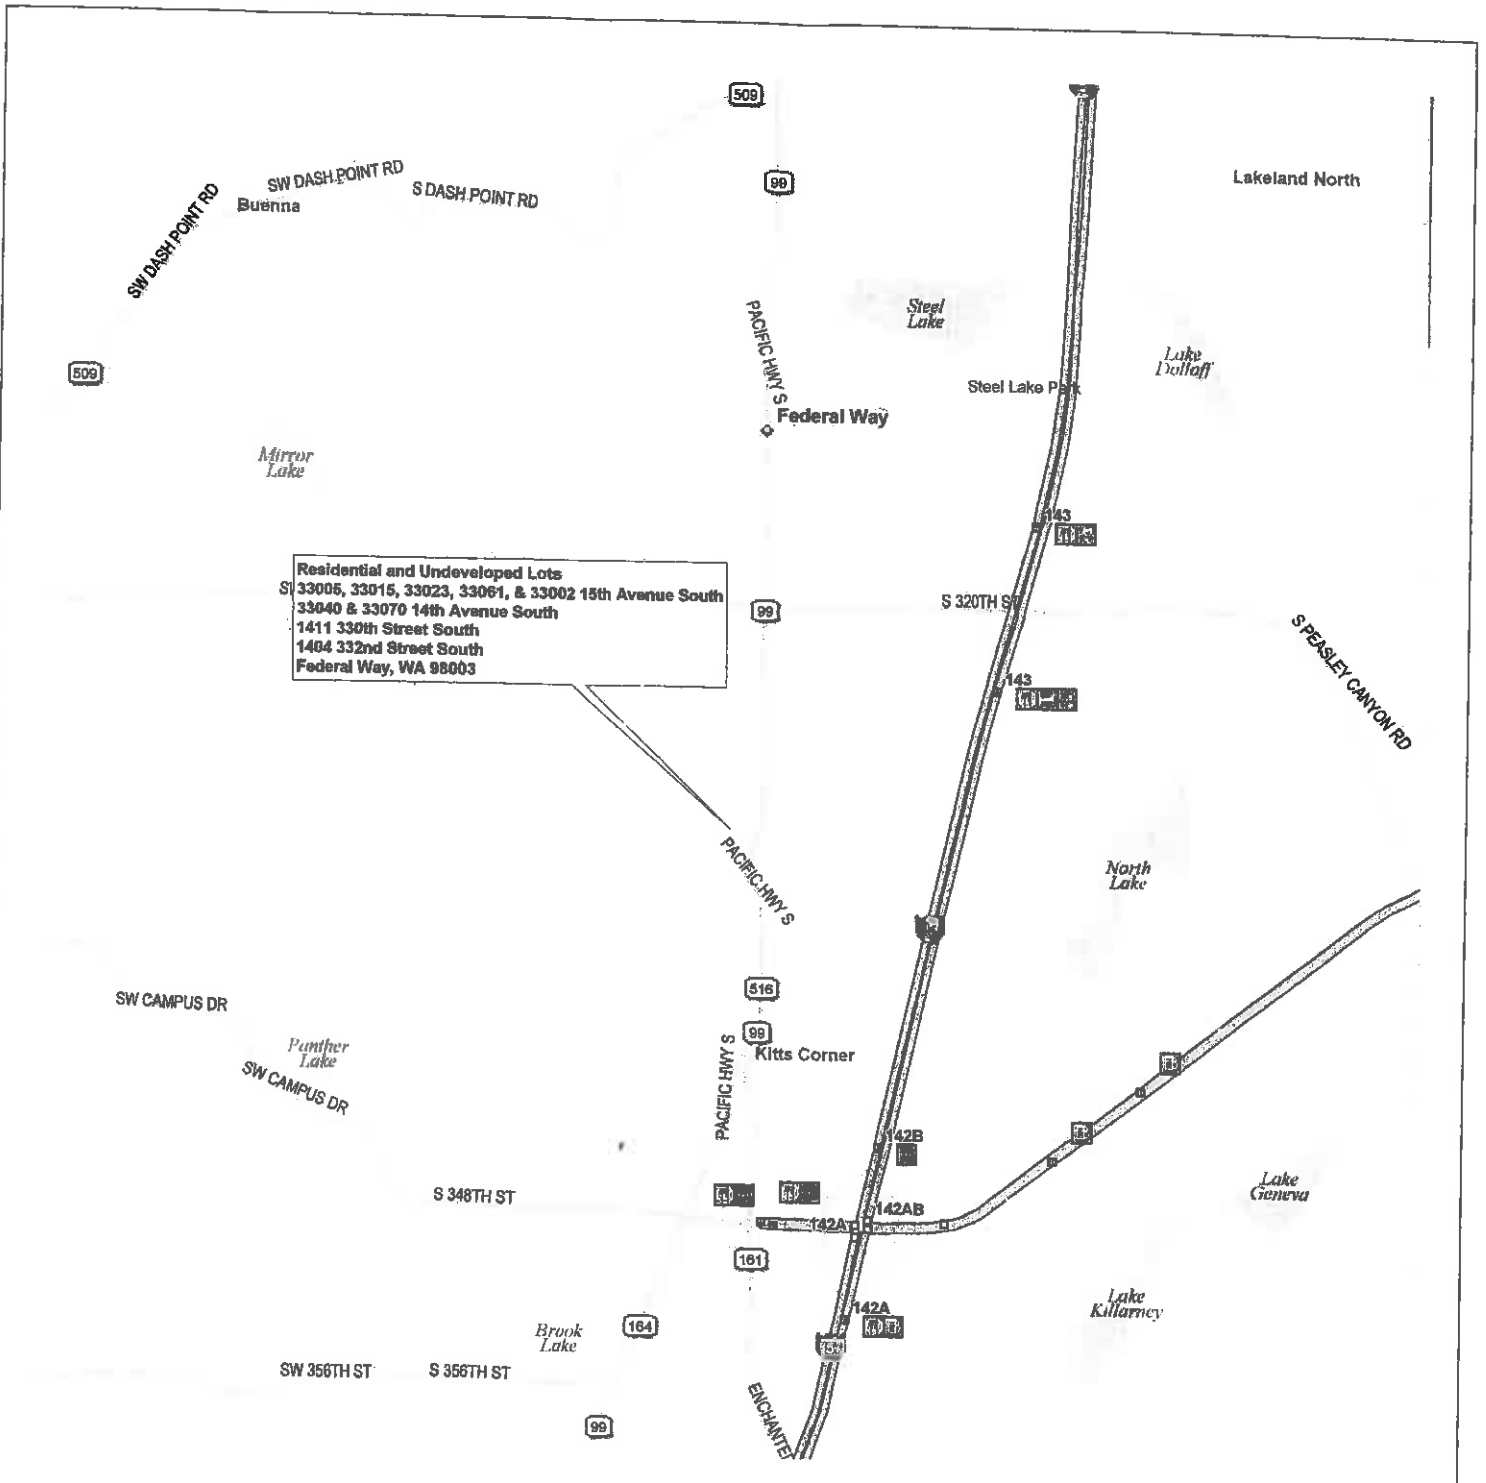 509
99
SW DASH POINT RD
S DASH POINT RD
Buenna
SW DASH POINT RD
Lakeland North
Steel
Lake
PACIFIC HWY S
Lake
Dolloff
509
Steel Lake Park
Federal Way
Mirror
Lake
143
Residential and Undeveloped Lots
33005, 33015, 33023, 33061, & 33002 15th Avenue South
33040 & 33070 14th Avenue South
1411 330th Street South
1404 332nd Street South
Federal Way, WA 98003
99
S 320TH ST
S PEASLEY CANYON RD
143
PACIFIC HWY S
North
Lake
516
SW CAMPUS DR
99
Kitts Corner
Panther
Lake
SW CAMPUS DR
PACIFIC HWY S
142B
S 348TH ST
Lake
Geneva
142AB
142A
161
Lake
Killarney
142A
164
Brook
Lake
SW 356TH ST
S 356TH ST
99